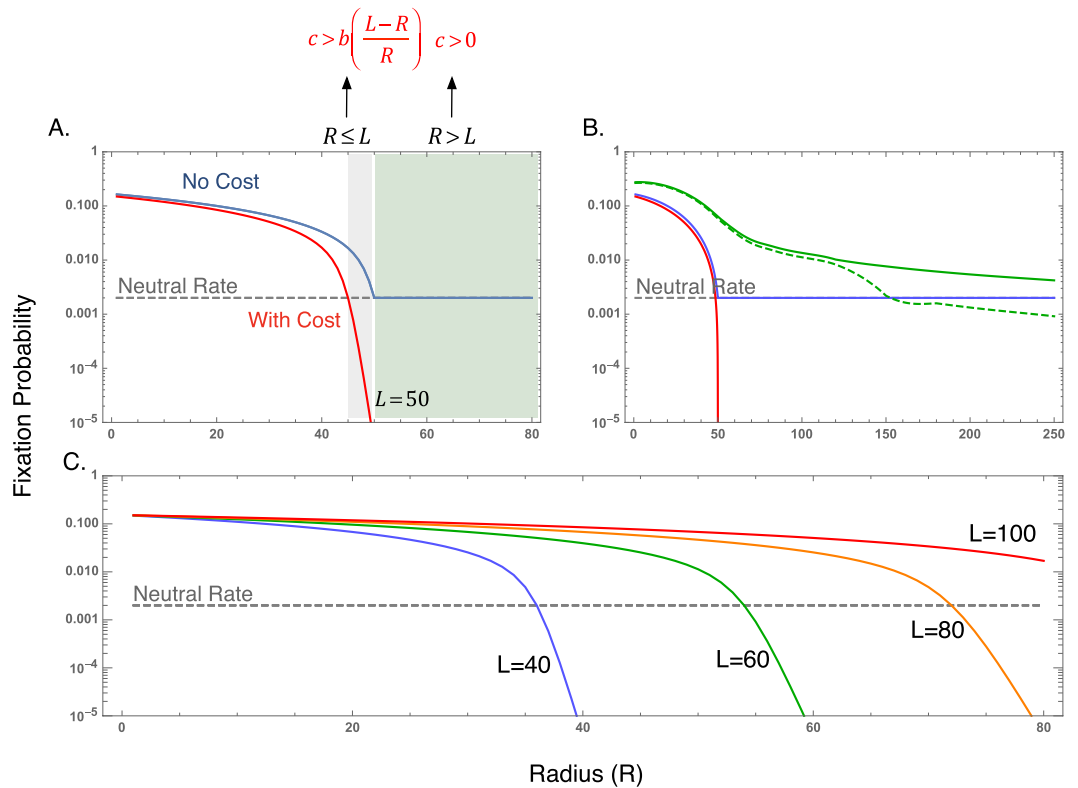 c > b((L−R)/R) c > 0
R ≤ L R > L
A.
B.
1
0.100
0.010
0.001
10⁻⁴
10⁻⁵
No Cost
Neutral Rate
With Cost
L = 50
0 20 40 60 80
1
0.100
0.010
0.001
10⁻⁴
10⁻⁵
Neutral Rate
0 50 100 150 200 250
Fixation Probability
C.
1
0.100
0.010
0.001
10⁻⁴
10⁻⁵
Neutral Rate
L=100
L=80
L=60
L=40
0 20 40 60 80
Radius (R)